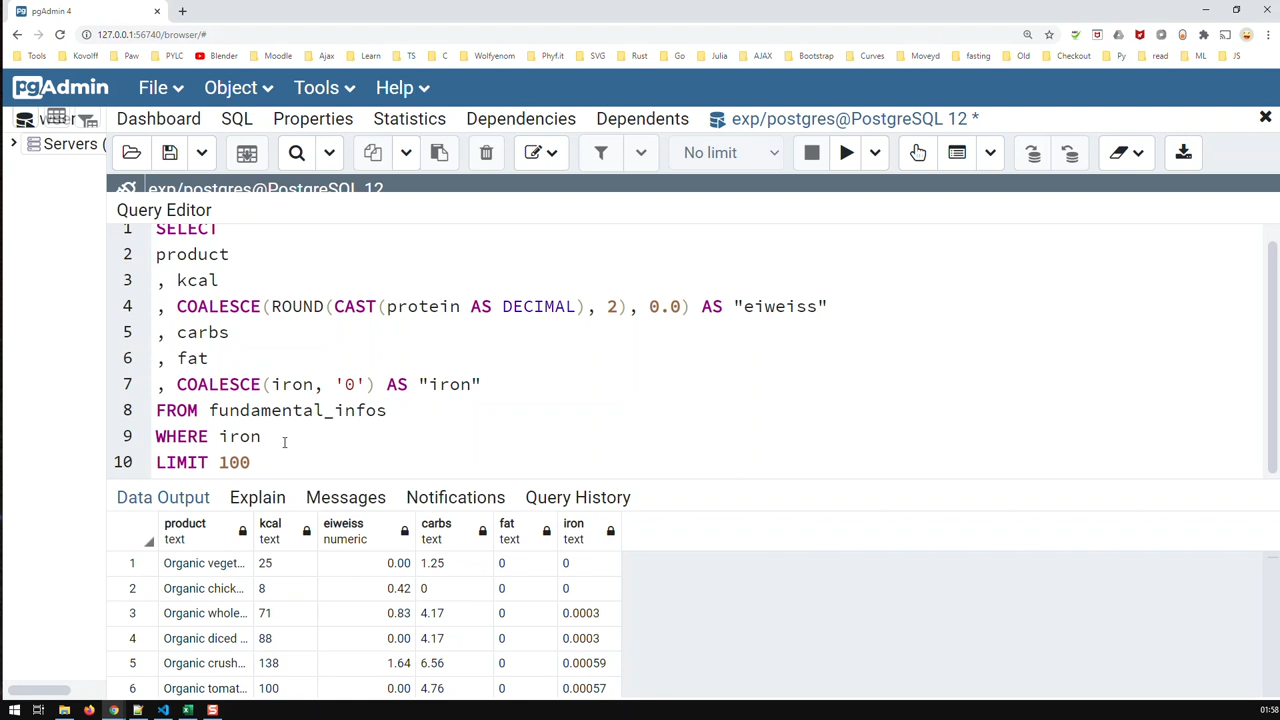 pgAdmin 4
127.0.0.1:56740/browser/#
Tools Kovolff Paw PYLC Blender Moodle Ajax Learn TS C Wolfyenom Phyf.it SVG Rust Go Julia AJAX Bootstrap Curves Moveyd fasting Old Checkout Py read ML JS
pgAdmin File Object Tools Help
Dashboard SQL Properties Statistics Dependencies Dependents exp/postgres@PostgreSQL 12 *
Servers (
No limit
exp/postgres@PostgreSQL 12
Query Editor
1 SELECT
2 product
3 , kcal
4 , COALESCE(ROUND(CAST(protein AS DECIMAL), 2), 0.0) AS "eiweiss"
5 , carbs
6 , fat
7 , COALESCE(iron, '0') AS "iron"
8 FROM fundamental_infos
9 WHERE iron
10 LIMIT 100
Data Output Explain Messages Notifications Query History
product kcal eiweiss carbs fat iron
text text numeric text text text
1 Organic veget... 25 0.00 1.25 0 0
2 Organic chick... 8 0.42 0 0
3 Organic whole... 71 0.83 4.17 0 0.0003
4 Organic diced ... 88 0.00 4.17 0 0.0003
5 Organic crush... 138 1.64 6.56 0 0.00059
6 Organic tomat... 100 0.00 4.76 0 0.00057
01:58